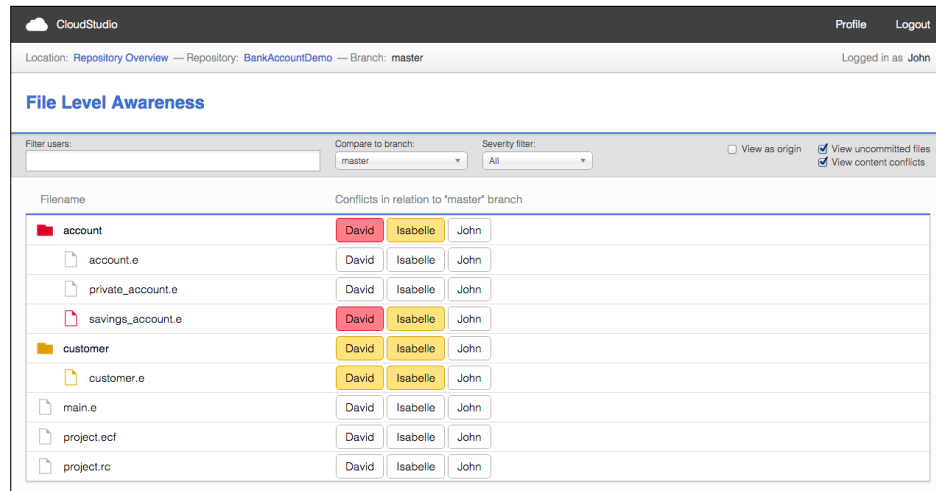 CloudStudio Profile Logout
Location: Repository Overview — Repository: BankAccountDemo — Branch: master Logged in as John
File Level Awareness
Filter users: Compare to branch: Severity filter:
master All View as origin View uncommitted files
View content conflicts
Filename Conflicts in relation to "master" branch
account David Isabelle John
account.e David Isabelle John
private_account.e David Isabelle John
savings_account.e David Isabelle John
customer David Isabelle John
customer.e David Isabelle John
main.e David Isabelle John
project.ecf David Isabelle John
project.rc David Isabelle John